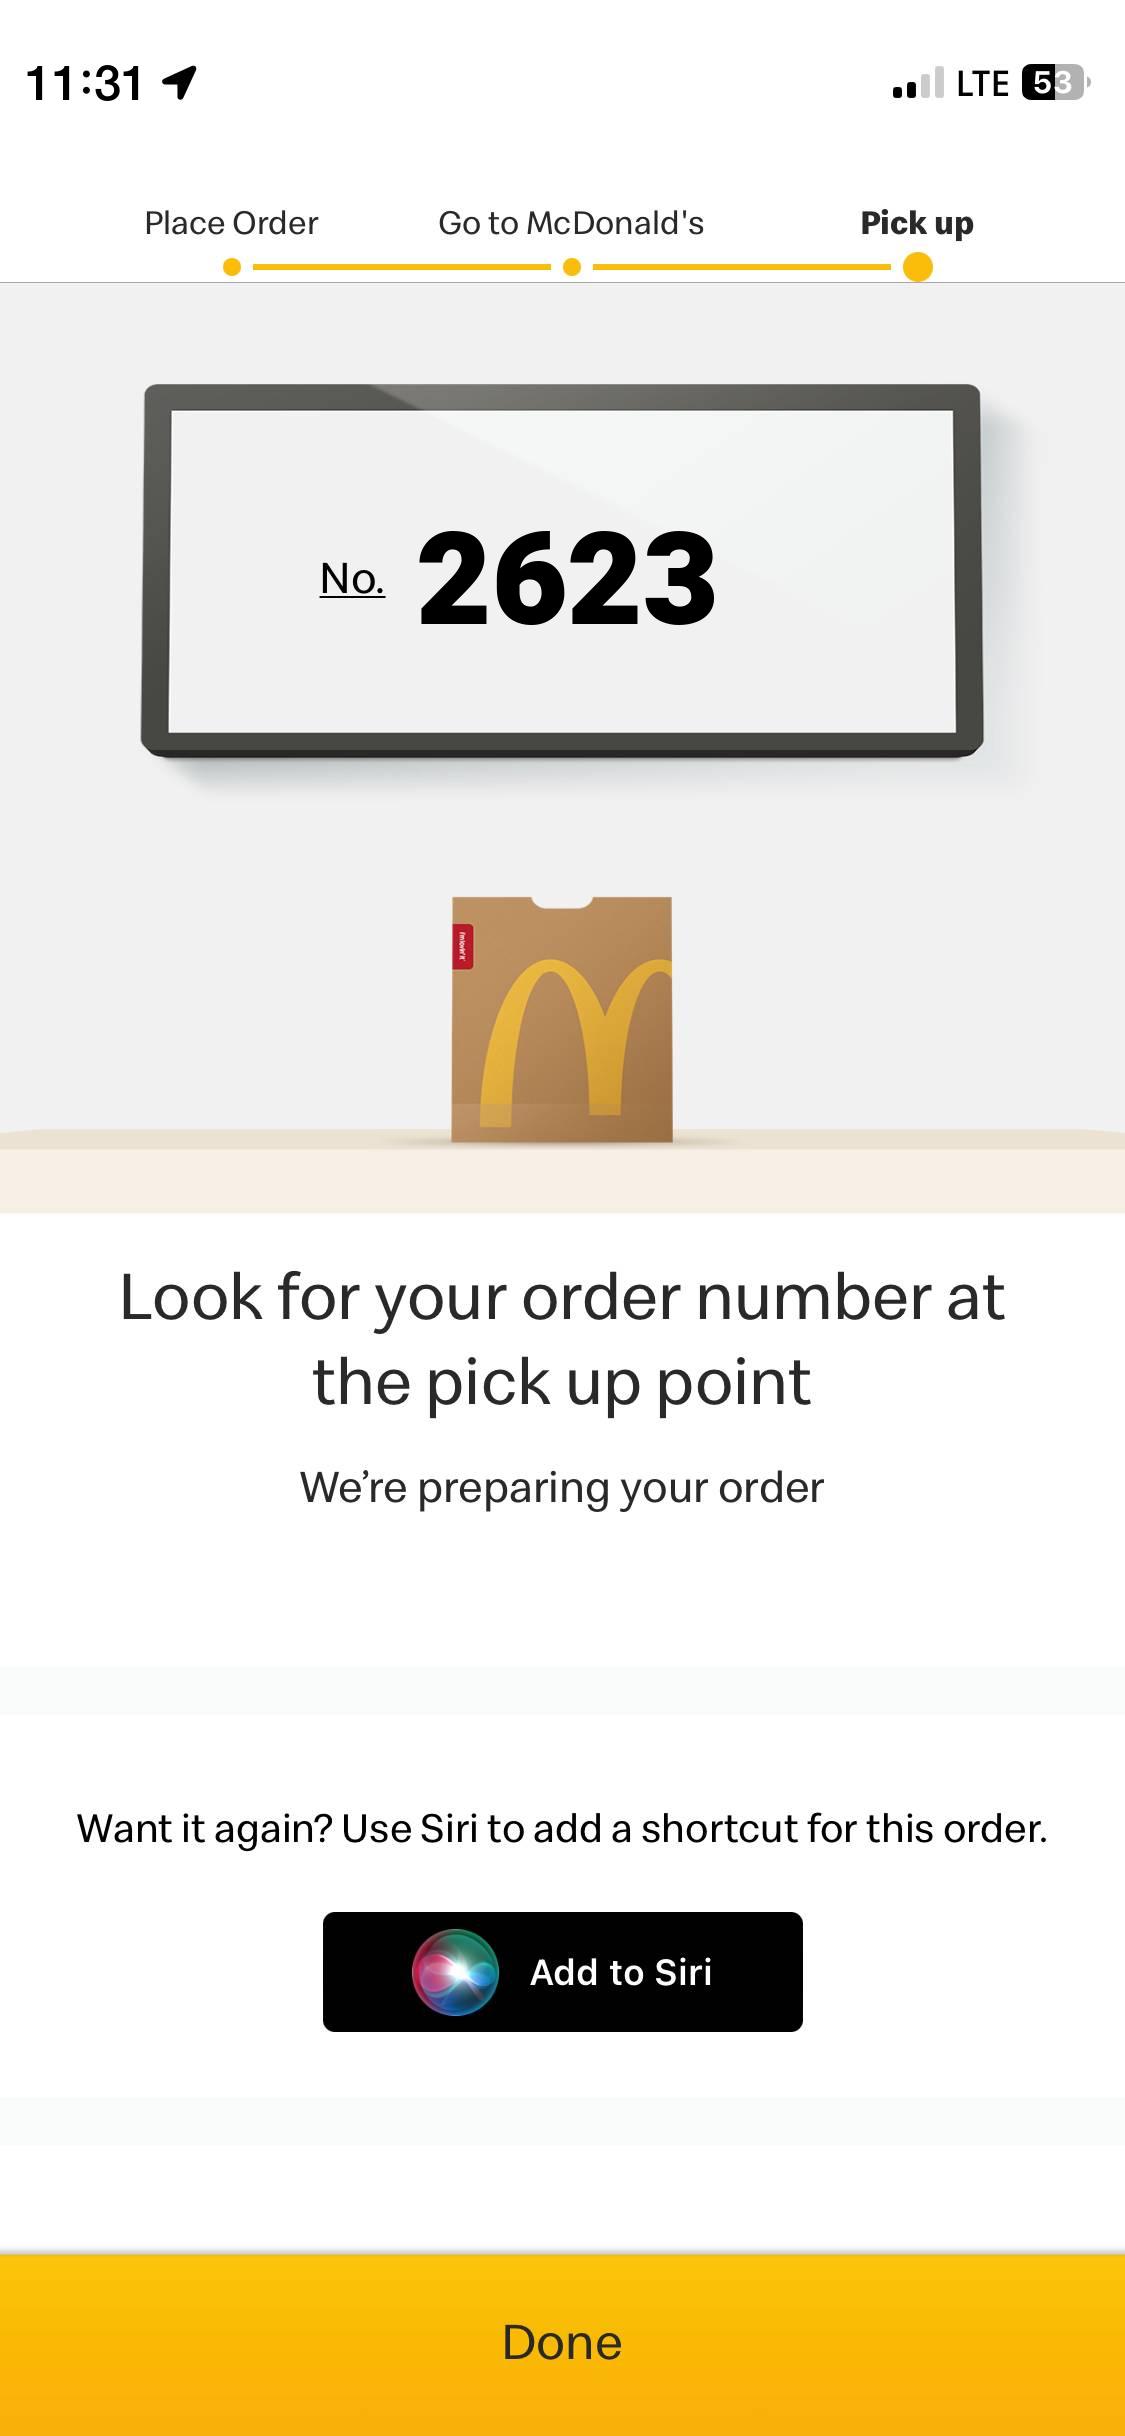 11:31 LTE 53
Place Order Go to McDonald's Pick up
No. 2623
i'm lovin' it
Look for your order number at
the pick up point
We’re preparing your order
Want it again? Use Siri to add a shortcut for this order.
Add to Siri
Done